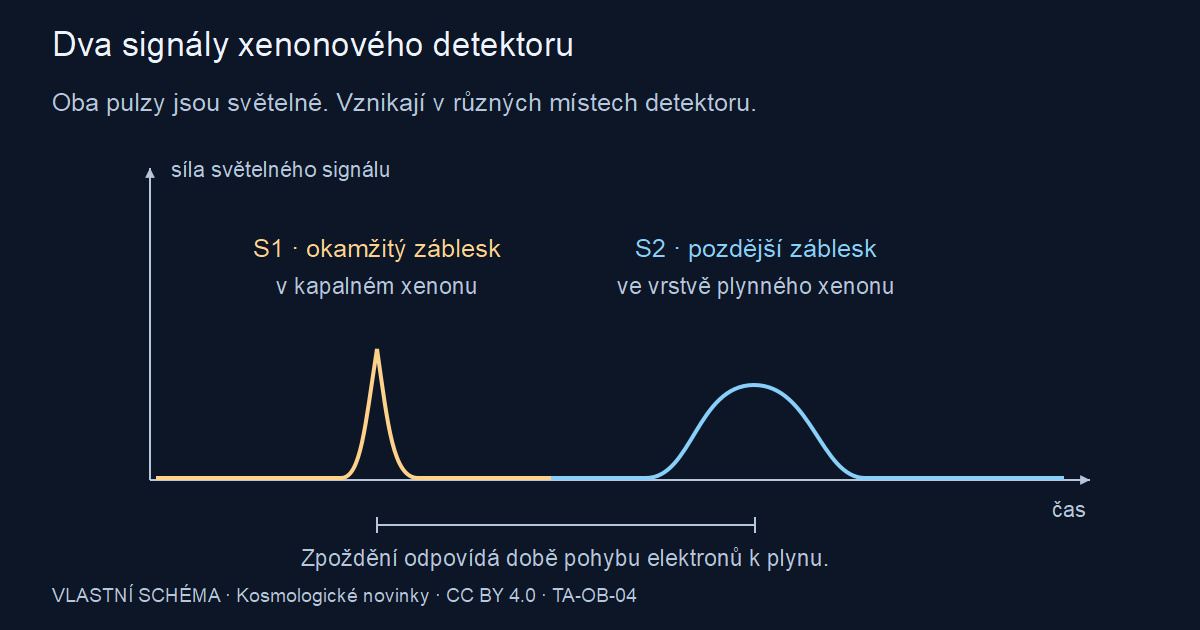 Dva signály xenonového detektoru
Oba pulzy jsou světelné. Vznikají v různých místech detektoru.
síla světelného signálu
S1 · okamžitý záblesk
v kapalném xenonu
S2 · pozdější záblesk
ve vrstvě plynného xenonu
čas
Zpoždění odpovídá době pohybu elektronů k plynu.
VLASTNÍ SCHÉMA · Kosmologické novinky · CC BY 4.0 · TA-OB-04